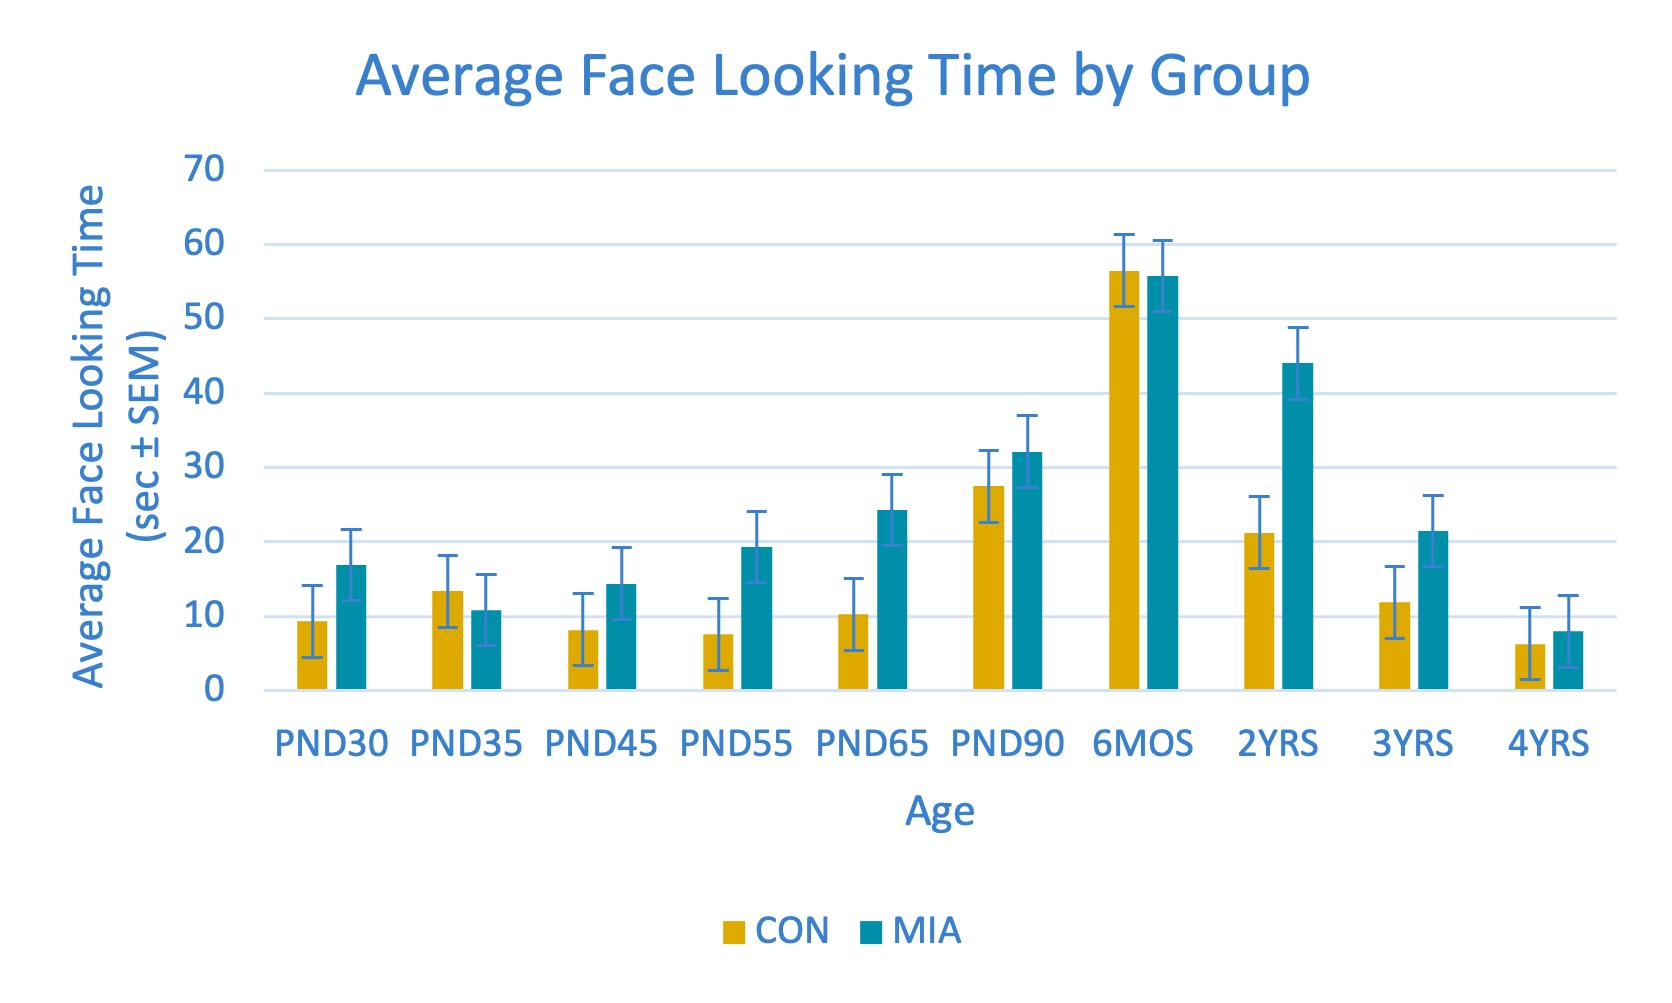 Average Face Looking Time by Group
Average Face Looking Time
(sec ± SEM)
70
60
50
40
30
20
10
0
PND30 PND35 PND45 PND55 PND65 PND90 6MOS 2YRS 3YRS 4YRS
Age
CON MIA